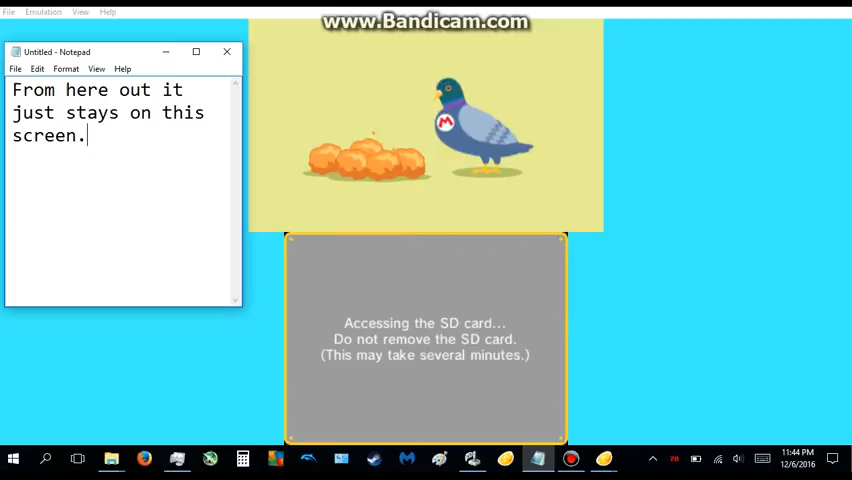 www.Bandicam.com
File Emulation View Help
Untitled - Notepad
File Edit Format View Help
From here out it
just stays on this
screen.
M
Accessing the SD card...
Do not remove the SD card.
(This may take several minutes.)
11:44 PM
12/6/2016